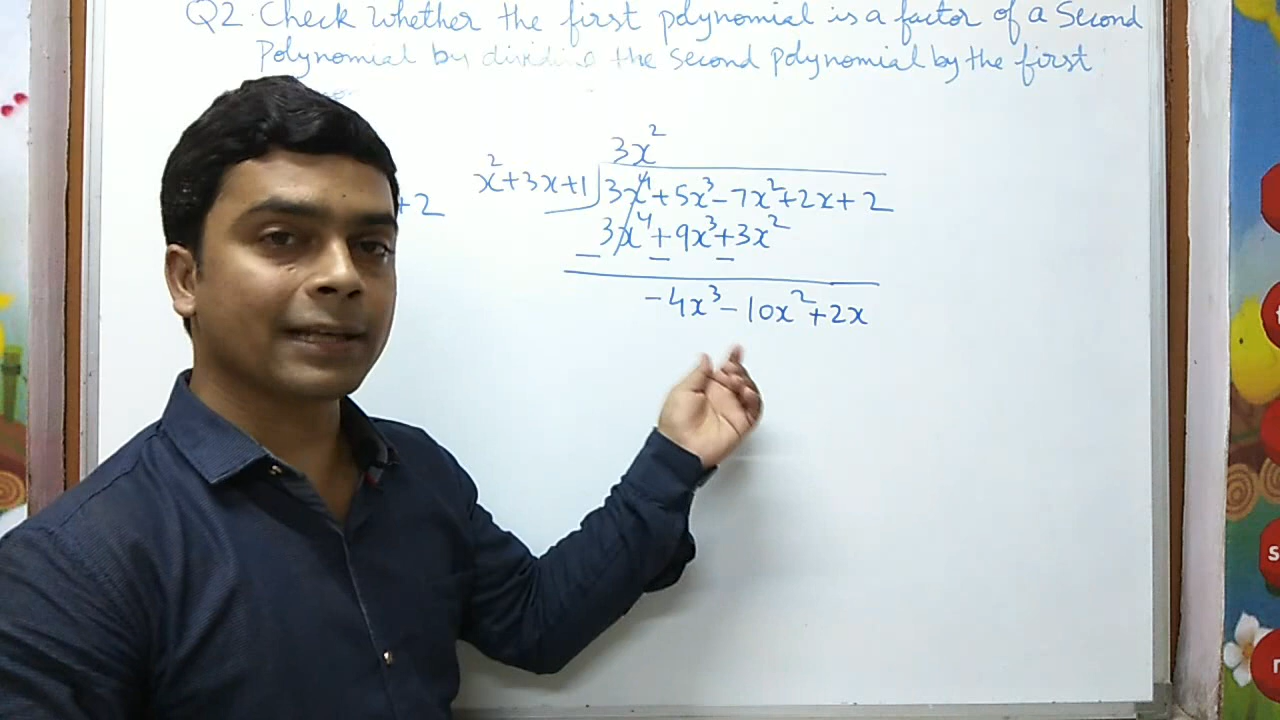 Q2. Check whether the first polynomial is a factor of a Second
Polynomial by dividing the second polynomial by the first
+2
3x²
x²+3x+1)3x⁴+5x³-7x²+2x+2
3x⁴+9x³+3x²
- - -
-4x³-10x²+2x